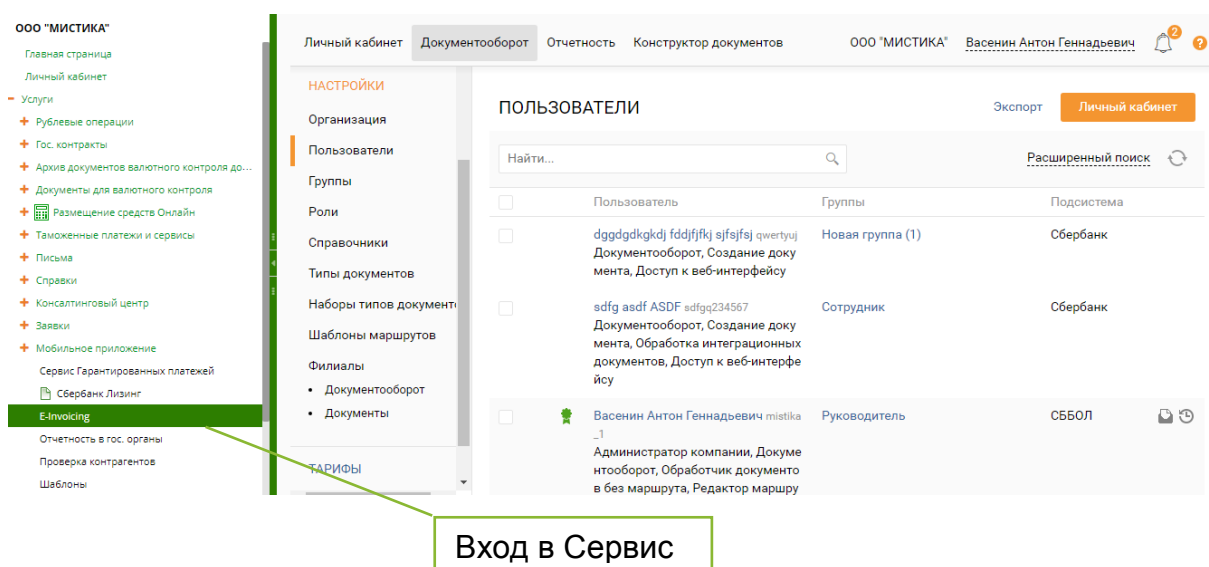 ООО "МИСТИКА"
Главная страница
Личный кабинет
Услуги
Рублевые операции
Гос. контракты
Архив документов валютного контроля до...
Документы для валютного контроля
Размещение средств Онлайн
Таможенные платежи и сервисы
Письма
Справки
Консалтинговый центр
Заявки
Мобильное приложение
Сервис Гарантированных платежей
Сбербанк Лизинг
E-Invoicing
Отчетность в гос. органы
Проверка контрагентов
Шаблоны
Личный кабинет Документооборот Отчетность Конструктор документов ООО "МИСТИКА" Васенин Антон Геннадьевич 2 ?
НАСТРОЙКИ
Организация
Пользователи
Группы
Роли
Справочники
Типы документов
Наборы типов документо
Шаблоны маршрутов
Филиалы
• Документооборот
• Документы
ТАРИФЫ
ПОЛЬЗОВАТЕЛИ Экспорт Личный кабинет
Найти... Расширенный поиск
Пользователь Группы Подсистема
dggdgdkgkdj fddjfjfkj sjfsjfsj qwertyuj Новая группа (1) Сбербанк
Документооборот, Создание доку
мента, Доступ к веб-интерфейсу
sdfg asdf ASDF sdfgq234567 Сотрудник Сбербанк
Документооборот, Создание доку
мента, Обработка интеграционных
документов, Доступ к веб-интерфе
йсу
Васенин Антон Геннадьевич mistika Руководитель СББОЛ
_1
Администратор компании, Докуме
нтооборот, Обработчик документо
в без маршрута, Редактор маршру
Вход в Сервис